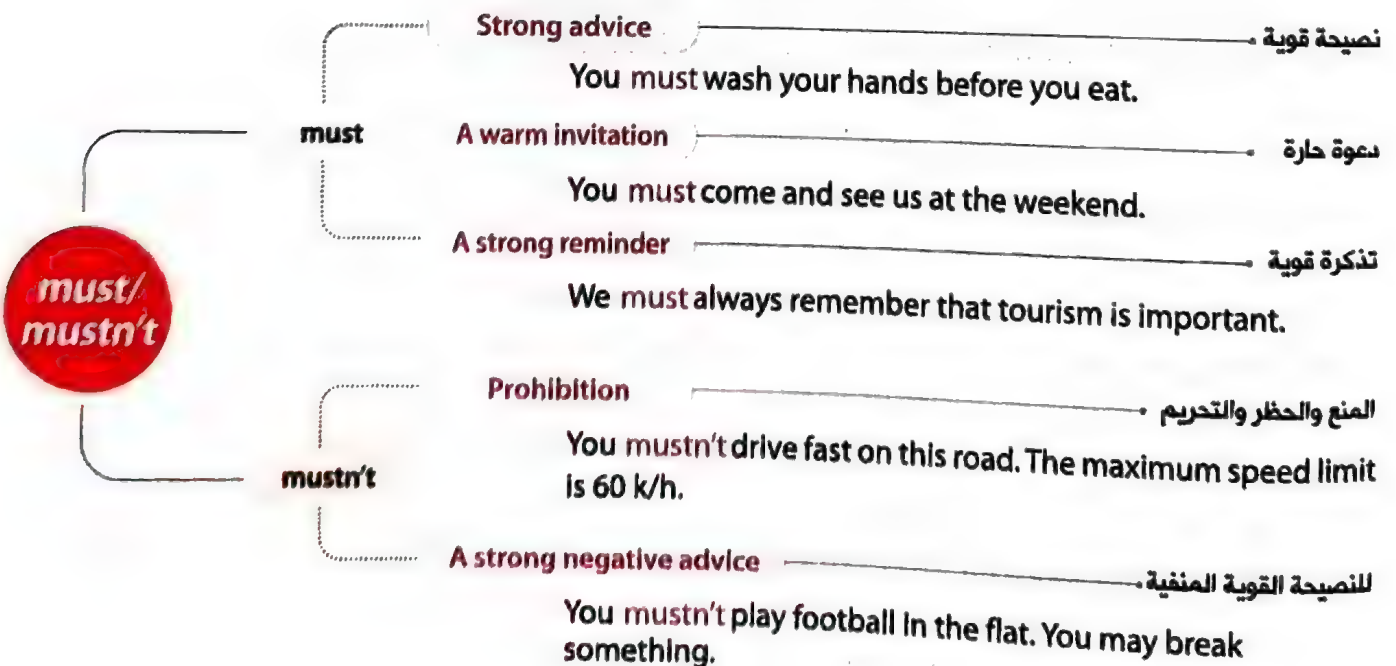 Strong advice نصيحة قوية
You must wash your hands before you eat.
must
A warm invitation دعوة حارة
You must come and see us at the weekend.
A strong reminder تذكرة قوية
We must always remember that tourism is important.
must/
mustn't
Prohibition المنع والحظر والتحريم
You mustn't drive fast on this road. The maximum speed limit
is 60 k/h.
mustn't
A strong negative advice للنصيحة القوية المنفية
You mustn't play football in the flat. You may break
something.